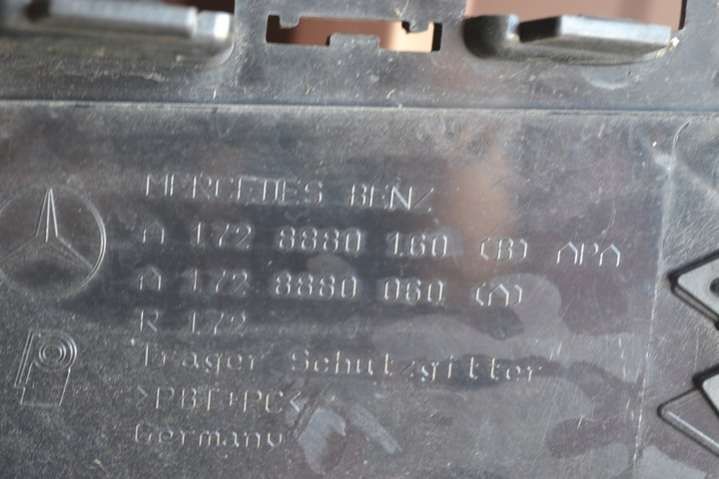 MERCEDES BENZ
A 172 8880 160 (B) APA
A 172 8880 060 (A)
R 172
Träger Schutzgitter
>PBT+PC<
Germany